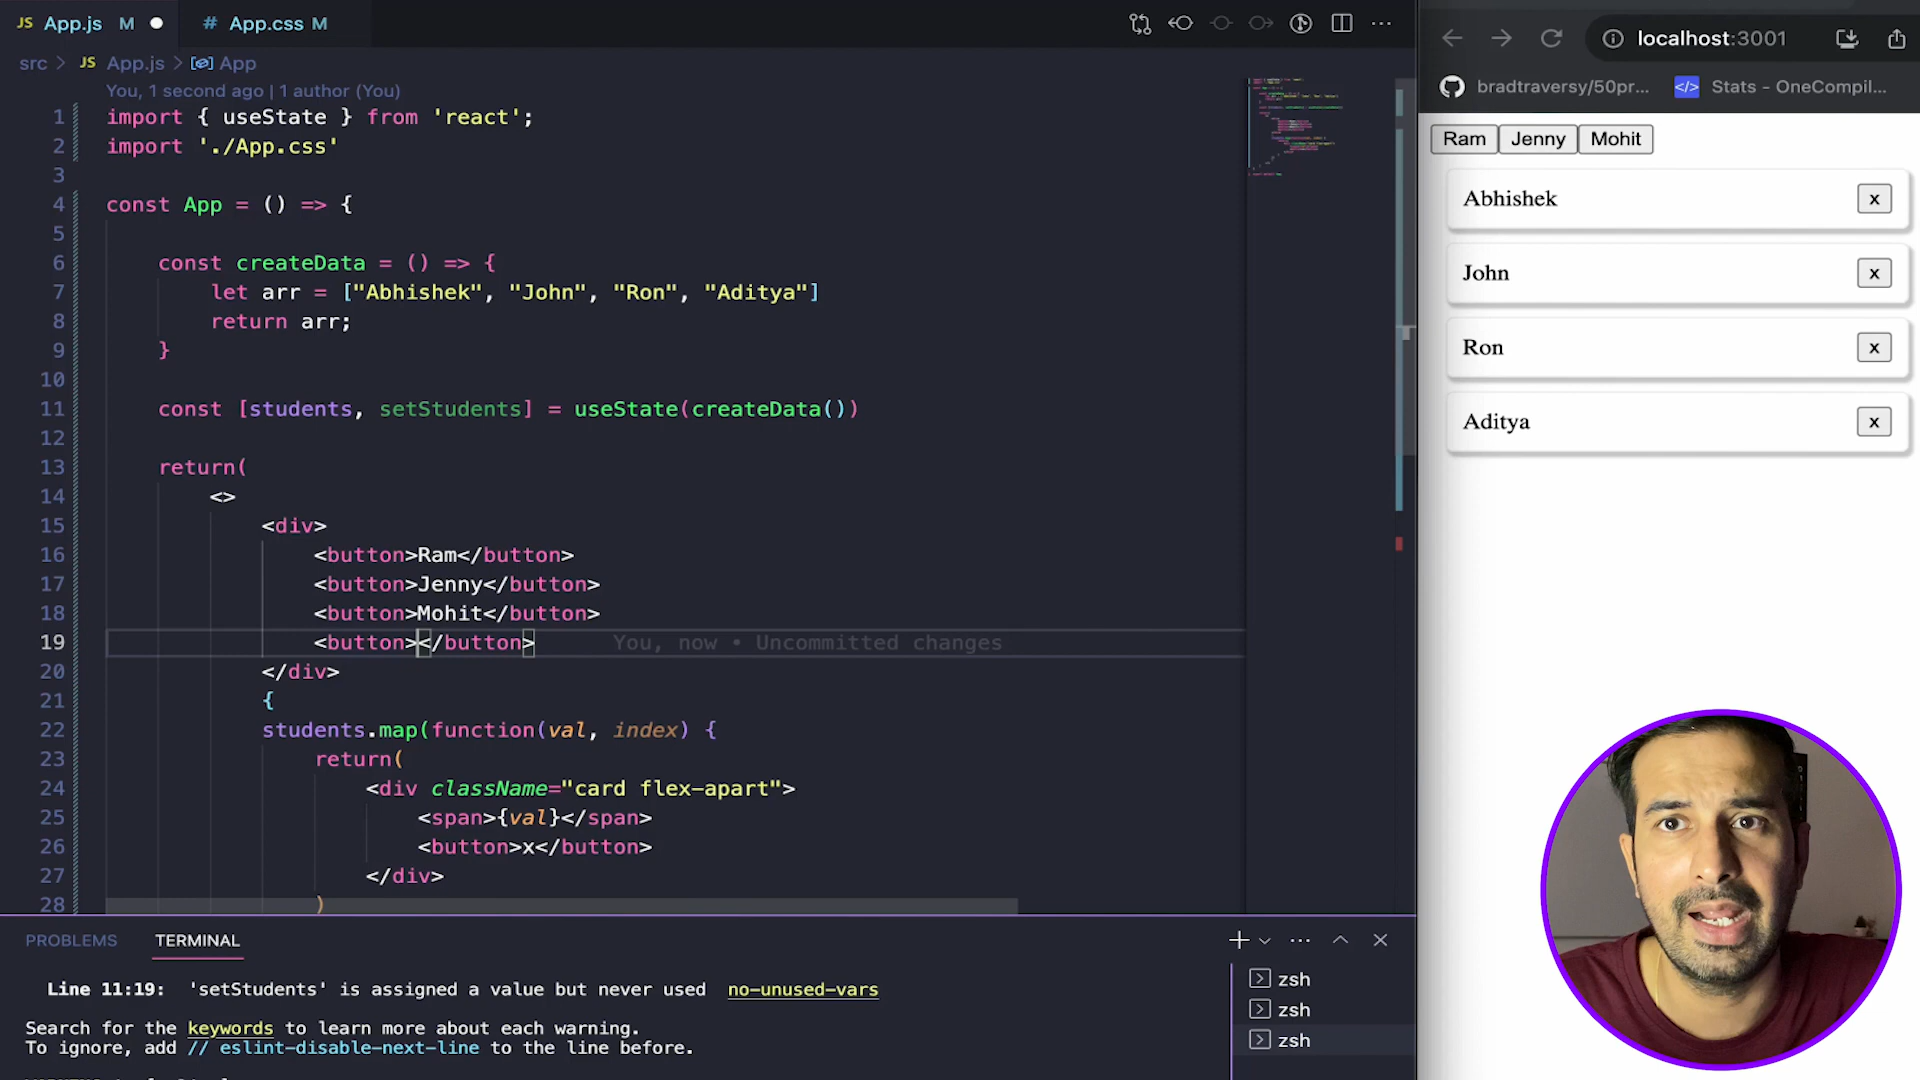 JS App.js M
# App.css M
src > JS App.js > App
You, 1 second ago | 1 author (You)
1 import { useState } from 'react';
2 import './App.css'
3
4 const App = () => {
5
6 const createData = () => {
7 let arr = ["Abhishek", "John", "Ron", "Aditya"]
8 return arr;
9 }
10
11 const [students, setStudents] = useState(createData())
12
13 return(
14 <>
15 <div>
16 <button>Ram</button>
17 <button>Jenny</button>
18 <button>Mohit</button>
19 <button></button> You, now • Uncommitted changes
20 </div>
21 {
22 students.map(function(val, index) {
23 return(
24 <div className="card flex-apart">
25 <span>{val}</span>
26 <button>x</button>
27 </div>
28 )
PROBLEMS TERMINAL
Line 11:19: 'setStudents' is assigned a value but never used no-unused-vars
Search for the keywords to learn more about each warning.
To ignore, add // eslint-disable-next-line to the line before.
zsh
zsh
zsh
localhost:3001
bradtraversy/50pr...
</> Stats - OneCompil...
Ram Jenny Mohit
Abhishek x
John x
Ron x
Aditya x